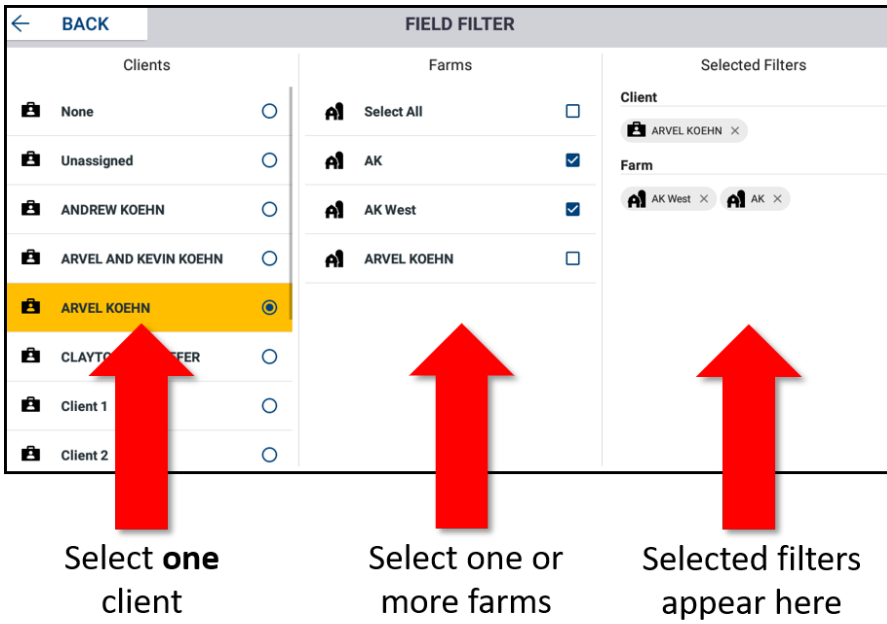 BACK
FIELD FILTER
Clients
Farms
Selected Filters
None
Unassigned
ANDREW KOEHN
ARVEL AND KEVIN KOEHN
ARVEL KOEHN
Client 1
Client 2
Select All
AK
AK West
ARVEL KOEHN
Client
ARVEL KOEHN ×
Farm
AK West × AK ×
Select one
client
Select one or
more farms
Selected filters
appear here